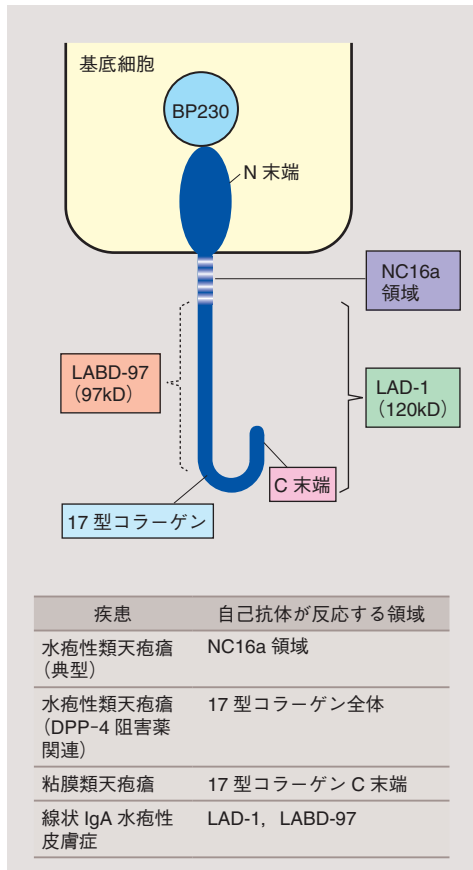 基底細胞
BP230
N 末端
NC16a
領域
LABD-97
(97kD)
LAD-1
(120kD)
C 末端
17 型コラーゲン
疾患 自己抗体が反応する領域
水疱性類天疱瘡 NC16a 領域
(典型)
水疱性類天疱瘡 17 型コラーゲン全体
(DPP-4 阻害薬
関連)
粘膜類天疱瘡 17 型コラーゲン C 末端
線状 IgA 水疱性 LAD-1,LABD-97
皮膚症